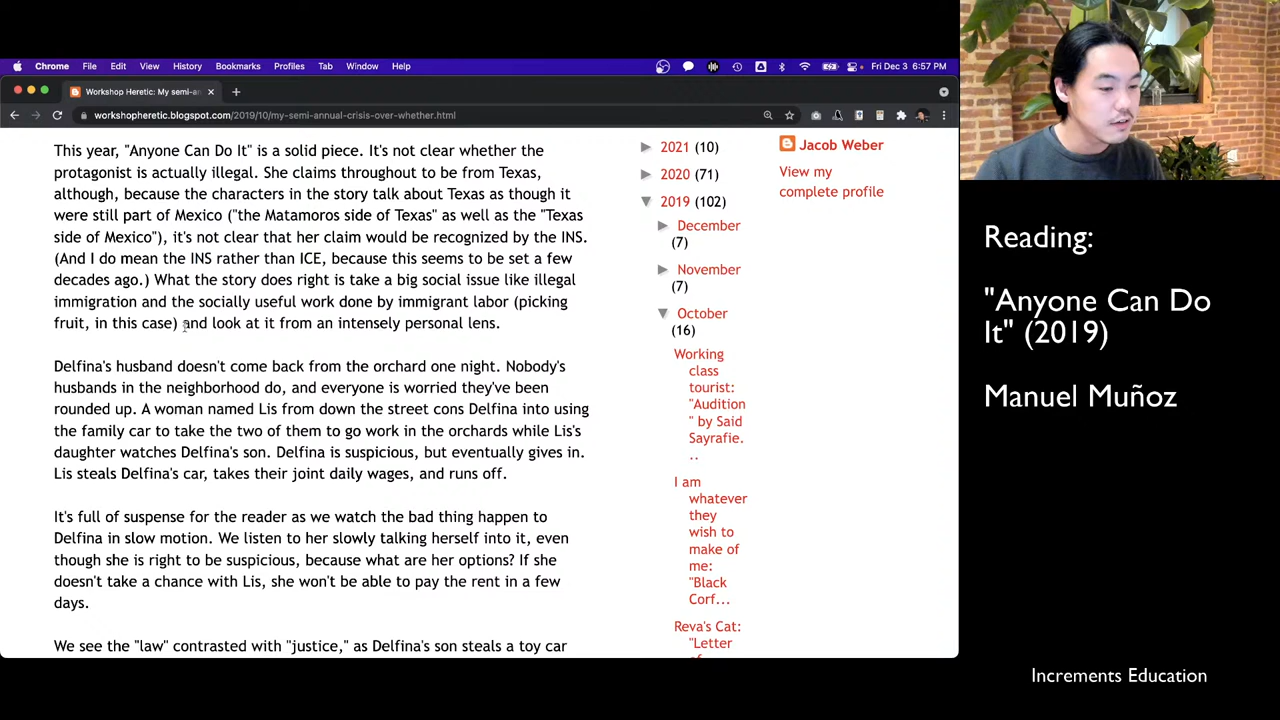 Chrome File Edit View History Bookmarks Profiles Tab Window Help Fri Dec 3 6:57 PM
Workshop Heretic: My semi-an
workshopheretic.blogspot.com/2019/10/my-semi-annual-crisis-over-whether.html
This year, "Anyone Can Do It" is a solid piece. It's not clear whether the
protagonist is actually illegal. She claims throughout to be from Texas,
although, because the characters in the story talk about Texas as though it
were still part of Mexico ("the Matamoros side of Texas" as well as the "Texas
side of Mexico"), it's not clear that her claim would be recognized by the INS.
(And I do mean the INS rather than ICE, because this seems to be set a few
decades ago.) What the story does right is take a big social issue like illegal
immigration and the socially useful work done by immigrant labor (picking
fruit, in this case) and look at it from an intensely personal lens.
Delfina's husband doesn't come back from the orchard one night. Nobody's
husbands in the neighborhood do, and everyone is worried they've been
rounded up. A woman named Lis from down the street cons Delfina into using
the family car to take the two of them to go work in the orchards while Lis's
daughter watches Delfina's son. Delfina is suspicious, but eventually gives in.
Lis steals Delfina's car, takes their joint daily wages, and runs off.
It's full of suspense for the reader as we watch the bad thing happen to
Delfina in slow motion. We listen to her slowly talking herself into it, even
though she is right to be suspicious, because what are her options? If she
doesn't take a chance with Lis, she won't be able to pay the rent in a few
days.
We see the "law" contrasted with "justice," as Delfina's son steals a toy car
► 2021 (10)
► 2020 (71)
▼ 2019 (102)
► December
(7)
► November
(7)
▼ October
(16)
Working
class
tourist:
"Audition
" by Said
Sayrafie.
..
I am
whatever
they
wish to
make of
me:
"Black
Corf...
Reva's Cat:
"Letter
Jacob Weber
View my
complete profile
Reading:
"Anyone Can Do
It" (2019)
Manuel Muñoz
Increments Education